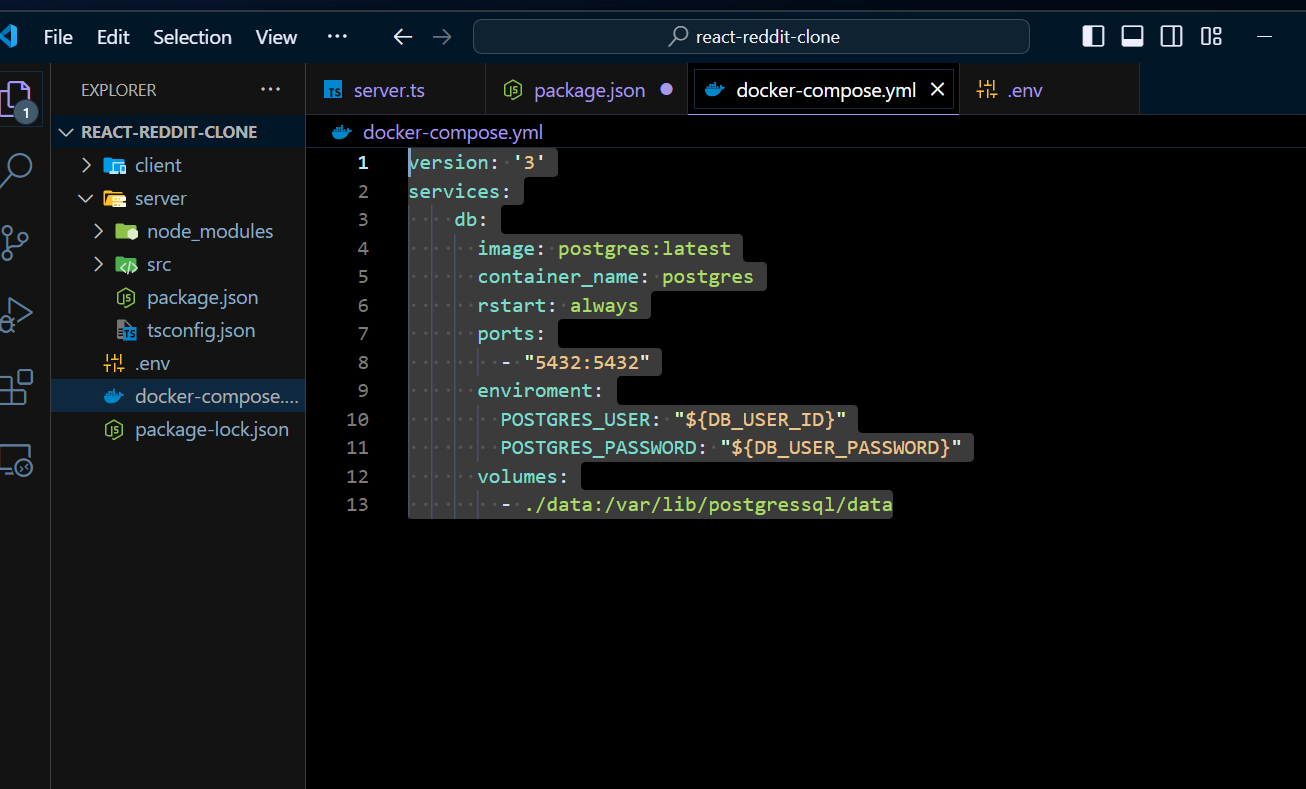 File Edit Selection View ··· react-reddit-clone
EXPLORER ···
server.ts package.json docker-compose.yml .env
1
REACT-REDDIT-CLONE
client
server
node_modules
src
package.json
tsconfig.json
.env
docker-compose....
package-lock.json
docker-compose.yml
1 version: '3'
2 services:
3 db:
4 image: postgres:latest
5 container_name: postgres
6 rstart: always
7 ports:
8 - "5432:5432"
9 enviroment:
10 POSTGRES_USER: "${DB_USER_ID}"
11 POSTGRES_PASSWORD: "${DB_USER_PASSWORD}"
12 volumes:
13 - ./data:/var/lib/postgressql/data